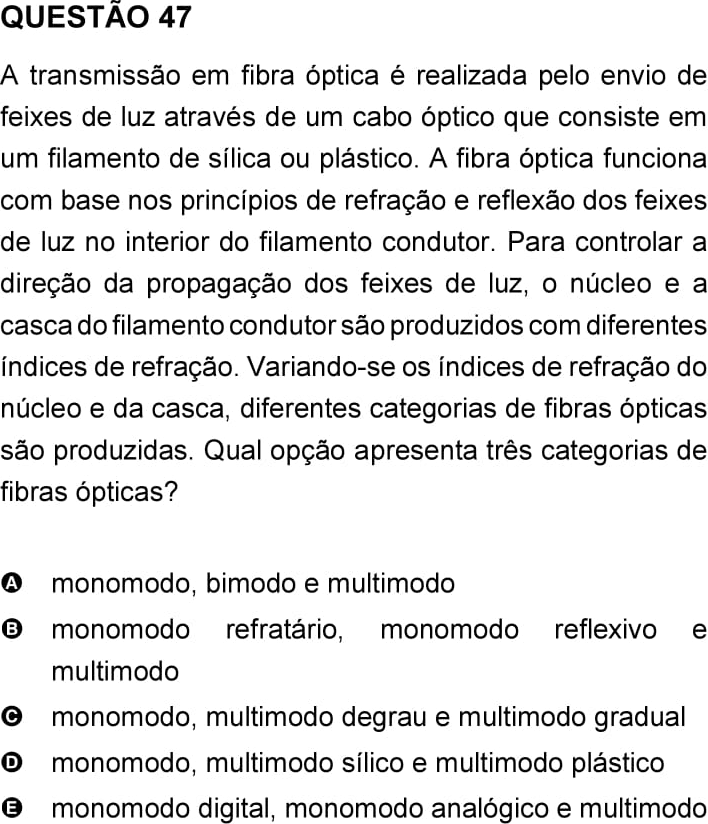 QUESTÃO 47
A transmissão em fibra óptica é realizada pelo envio de
feixes de luz através de um cabo óptico que consiste em
um filamento de sílica ou plástico. A fibra óptica funciona
com base nos princípios de refração e reflexão dos feixes
de luz no interior do filamento condutor. Para controlar a
direção da propagação dos feixes de luz, o núcleo e a
casca do filamento condutor são produzidos com diferentes
índices de refração. Variando-se os índices de refração do
núcleo e da casca, diferentes categorias de fibras ópticas
são produzidas. Qual opção apresenta três categorias de
fibras ópticas?
A monomodo, bimodo e multimodo
B monomodo refratário, monomodo reflexivo e
multimodo
C monomodo, multimodo degrau e multimodo gradual
D monomodo, multimodo sílico e multimodo plástico
E monomodo digital, monomodo analógico e multimodo